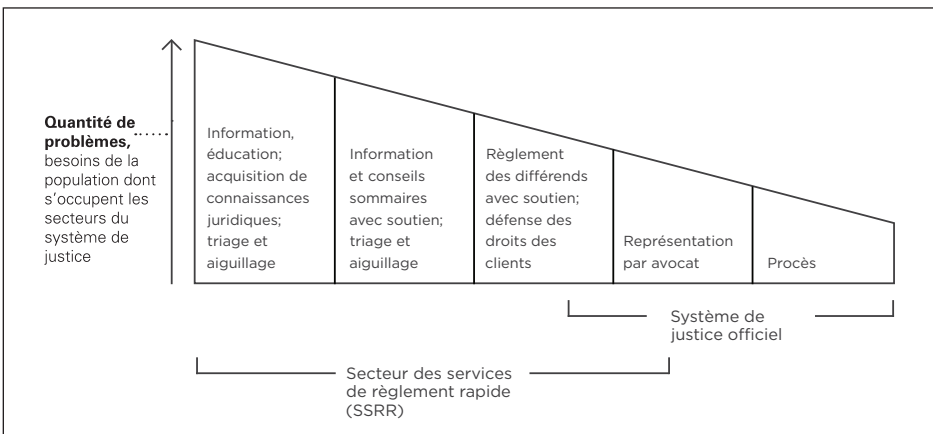 Quantité de
problèmes,
besoins de la
population dont
s'occupent les
secteurs du
système de
justice
Information,
éducation;
acquisition de
connaissances
juridiques;
triage et
aiguillage
Information
et conseils
sommaires
avec soutien;
triage et
aiguillage
Règlement
des différends
avec soutien;
défense des
droits des
clients
Représentation
par avocat
Procès
Système de
justice officiel
Secteur des services
de règlement rapide
(SSRR)